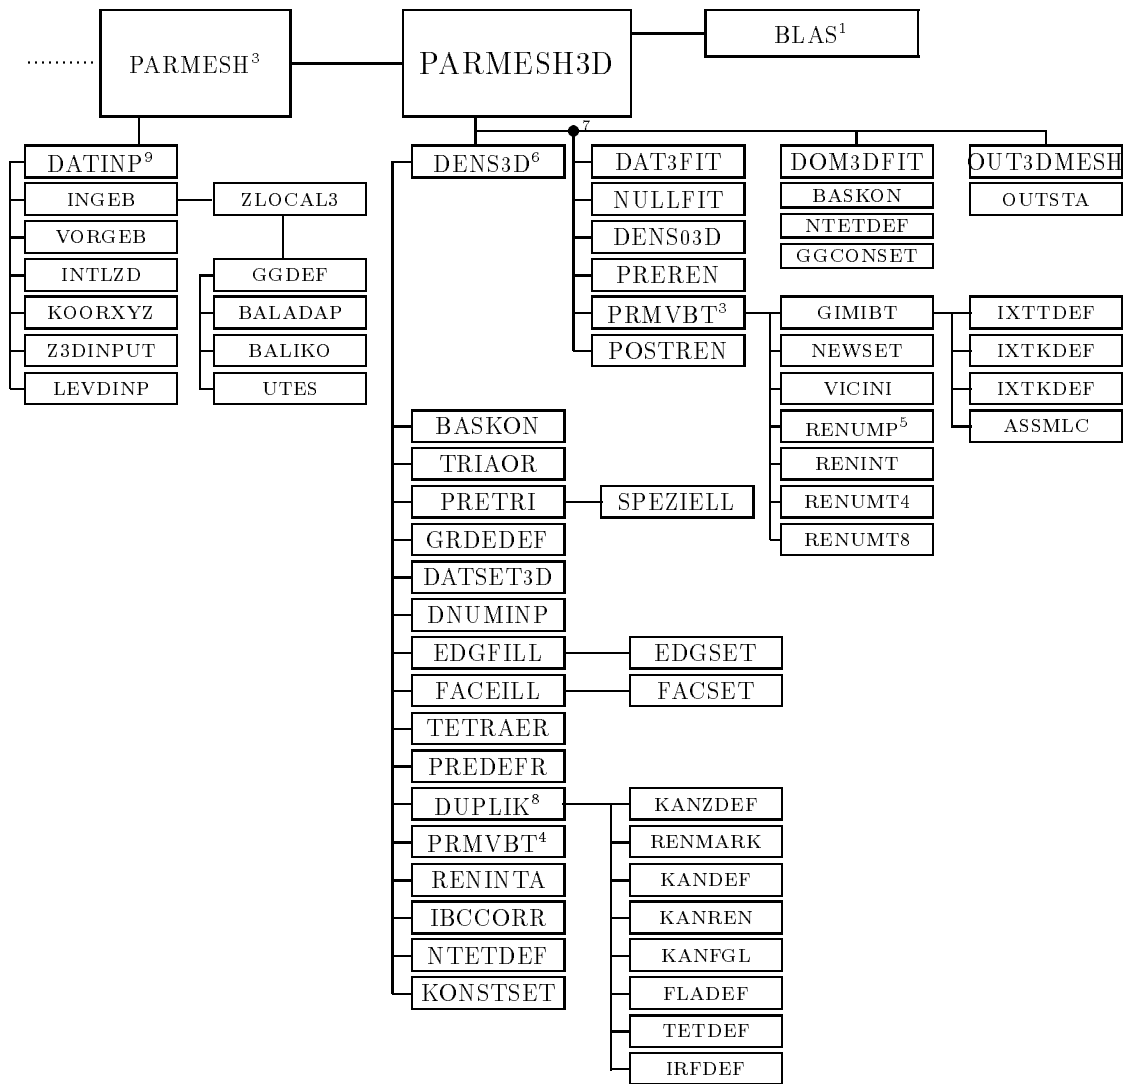 PARMESH³ PARMESH3D BLAS¹
7
DATINP⁹ DENS3D⁶ DAT3FIT DOM3DFIT OUT3DMESH
INGEB ZLOCAL3 NULLFIT BASKON OUTSTA
VORGEB DENS03D NTETDEF
GGCONSET
INTLZD GGDEF PREREN
KOORXYZ BALADAP PRMVBT³ GIMIBT IXTTDEF
Z3DINPUT BALIKO POSTREN NEWSET IXTKDEF
LEVDINP UTES VICINI IXTKDEF
BASKON RENUMP⁵ ASSMLC
TRIAOR RENINT
PRETRI SPEZIELL RENUMT4
GRDEDEF RENUMT8
DATSET3D
DNUMINP
EDGFILL EDGSET
FACEILL FACSET
TETRAER
PREDEFR
DUPLIK⁸ KANZDEF
PRMVBT⁴ RENMARK
RENINTA KANDEF
IBCCORR KANREN
NTETDEF KANFGL
KONSTSET FLADEF
TETDEF
IRFDEF